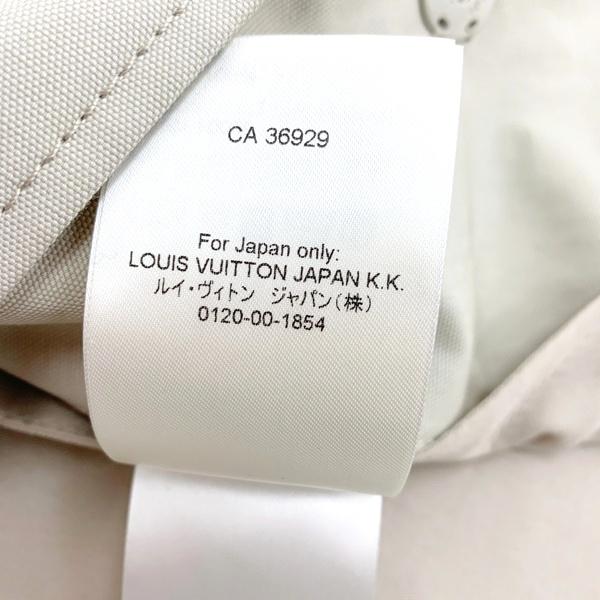 CA 36929
For Japan only:
LOUIS VUITTON JAPAN K.K.
ルイ・ヴィトン ジャパン(株)
0120-00-1854